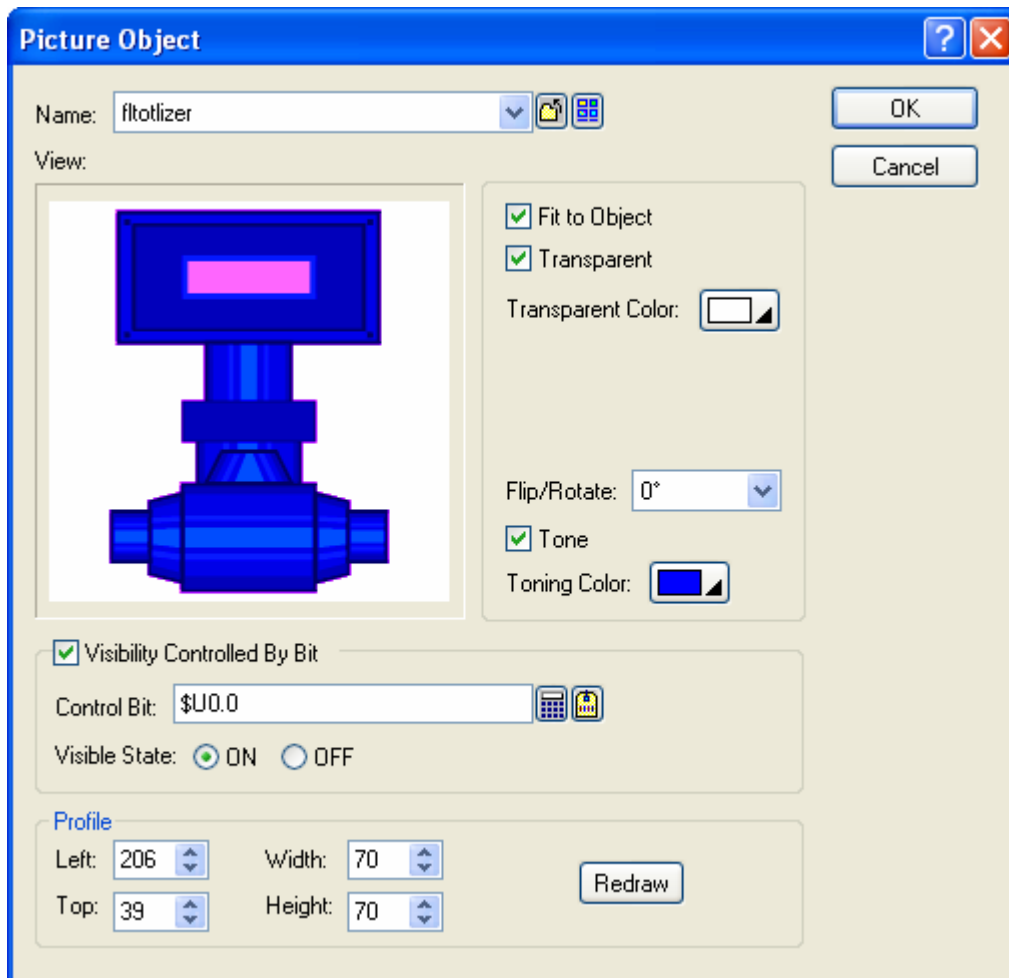 Picture Object
Name: fltotlizer
OK
View:
Cancel
Fit to Object
Transparent
Transparent Color:
Flip/Rotate: 0°
Tone
Toning Color:
Visibility Controlled By Bit
Control Bit: $U0.0
Visible State: ON OFF
Profile
Left: 206 Width: 70
Redraw
Top: 39 Height: 70